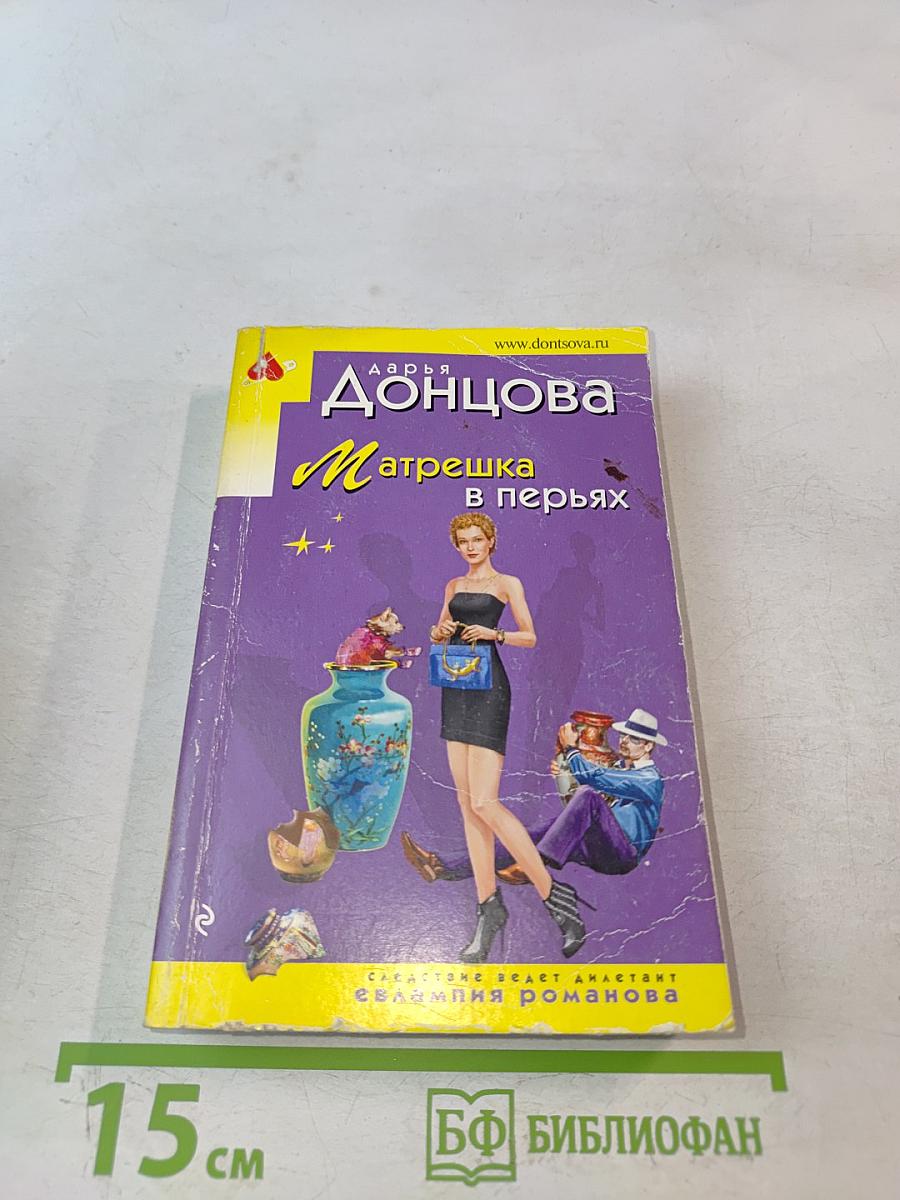 www.dontsova.ru
дарья
Донцова
Матрешка
в перьях
следствие ведет дилетант
евлампия романова
15 см
БФ БИБЛИОФАН